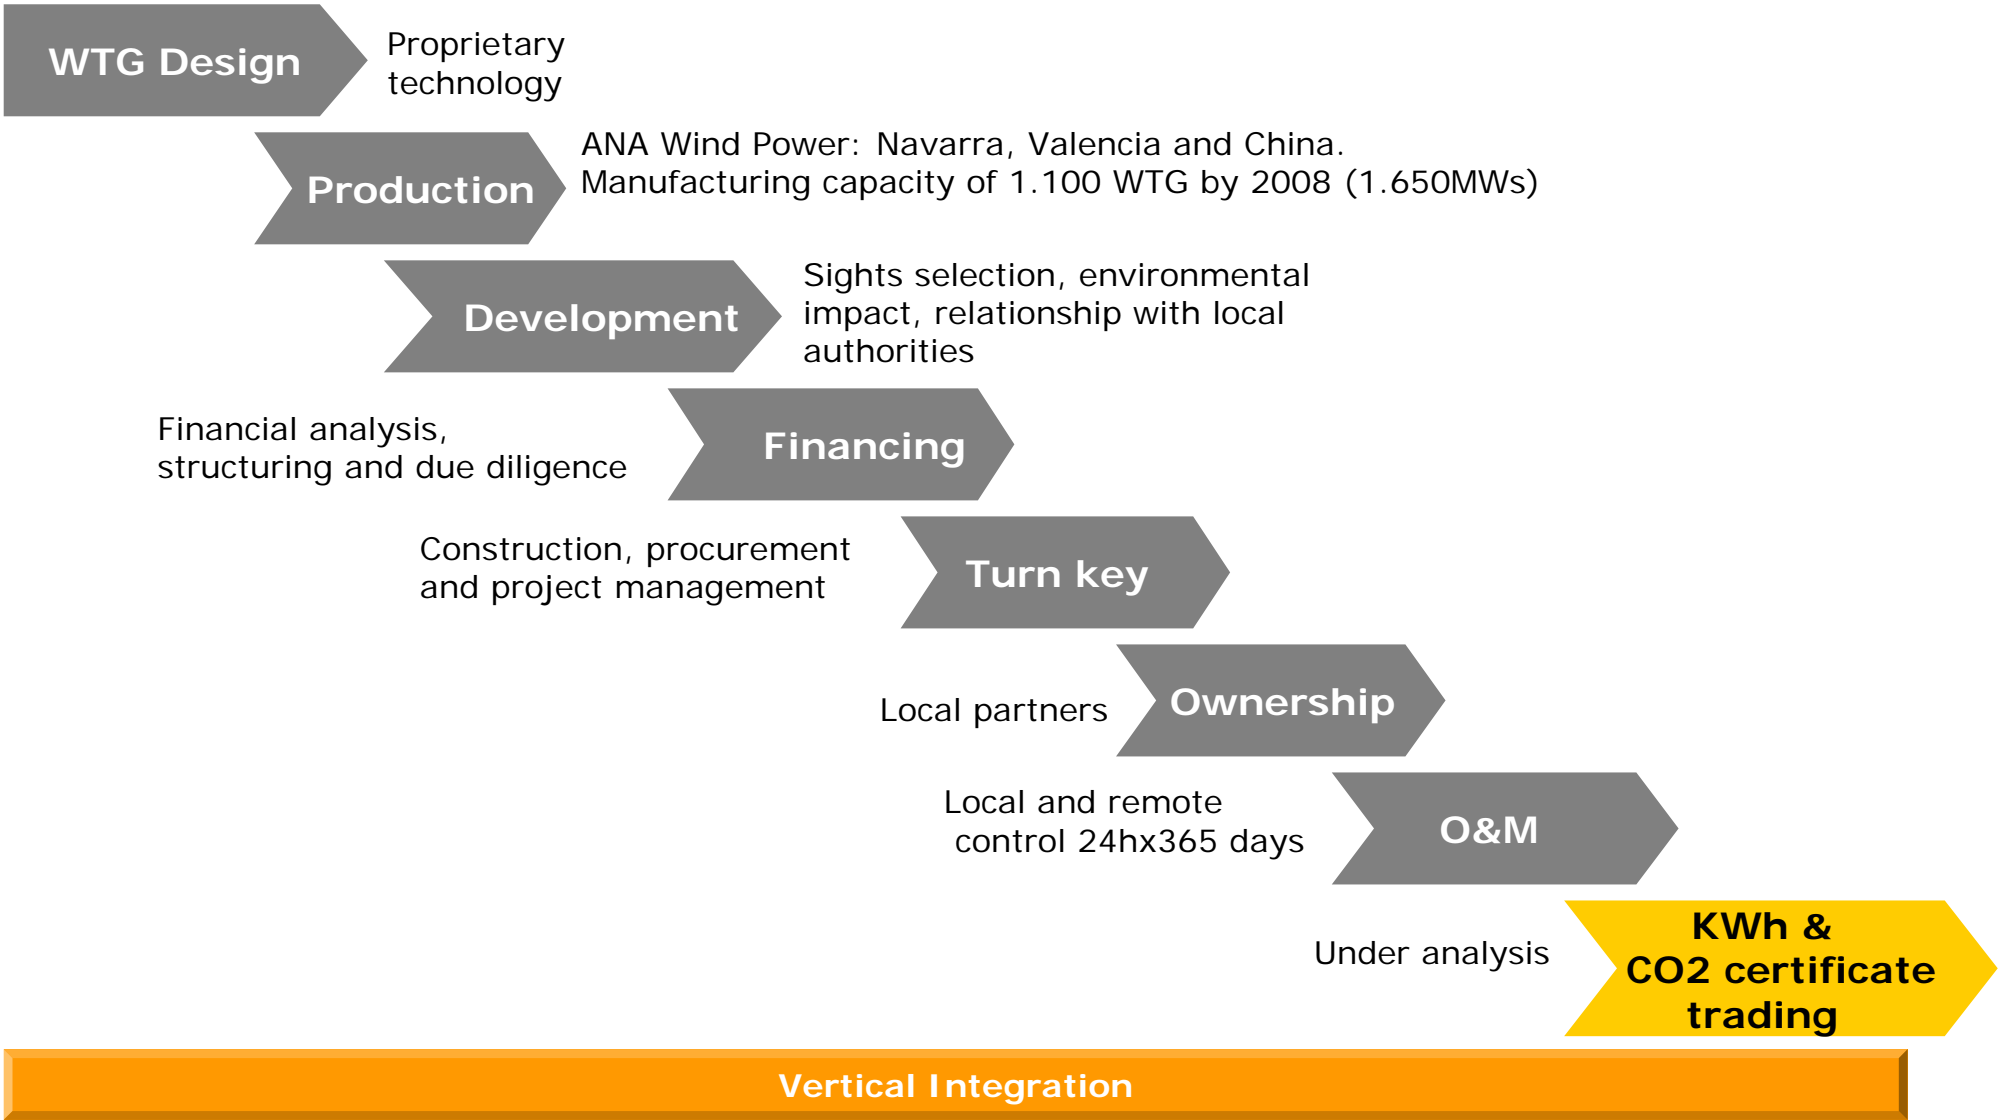 WTG Design
Proprietary
technology
Production
ANA Wind Power: Navarra, Valencia and China.
Manufacturing capacity of 1.100 WTG by 2008 (1.650MWs)
Development
Sights selection, environmental
impact, relationship with local
authorities
Financial analysis,
structuring and due diligence
Financing
Construction, procurement
and project management
Turn key
Local partners
Ownership
Local and remote
control 24hx365 days
O&M
Under analysis
KWh &
CO2 certificate
trading
Vertical Integration